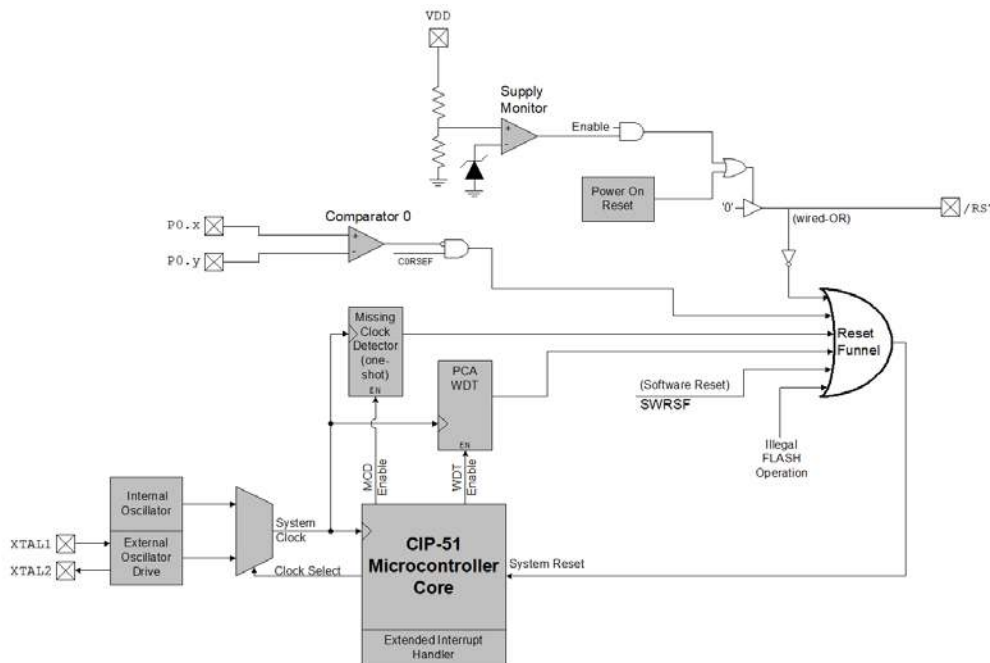 VDD
Supply
Monitor
+
-
Enable
Power On
Reset
'0'
(wired-OR)
/RS
P0.x
P0.y
Comparator 0
+
-
C0RSEF
Missing
Clock
Detector
(one-
shot)
EN
PCA
WDT
EN
Reset
Funnel
(Software Reset)
SWRSF
Illegal
FLASH
Operation
MCD
Enable
WDT
Enable
Internal
Oscillator
External
Oscillator
Drive
XTAL1
XTAL2
System
Clock
Clock Select
CIP-51
Microcontroller
Core
System Reset
Extended Interrupt
Handler